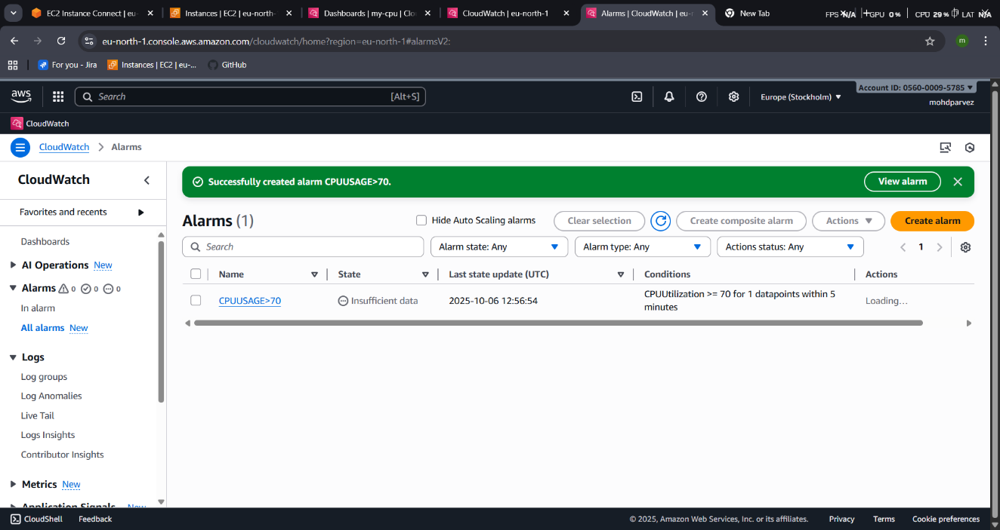 EC2 Instance Connect | eu-
Instances | EC2 | eu-north-
Dashboards | my-cpu | Clo
CloudWatch | eu-north-1
Alarms | CloudWatch | eu-
New Tab
FPS N/A GPU 0 % CPU 29 % LAT N/A
eu-north-1.console.aws.amazon.com/cloudwatch/home?region=eu-north-1#alarmsV2:
m
For you - Jira
Instances | EC2 | eu-...
GitHub
aws
Search
[Alt+S]
Europe (Stockholm)
Account ID: 0560-0009-5785
mohdparvez
CloudWatch
CloudWatch
Alarms
CloudWatch
Favorites and recents
Dashboards
AI Operations New
Alarms 0 0 0
In alarm
All alarms New
Logs
Log groups
Log Anomalies
Live Tail
Logs Insights
Contributor Insights
Metrics New
Application Signals New
Successfully created alarm CPUUSAGE>70.
View alarm
Alarms (1)
Hide Auto Scaling alarms
Clear selection
Create composite alarm
Actions
Create alarm
Search
Alarm state: Any
Alarm type: Any
Actions status: Any
1
Name
State
Last state update (UTC)
Conditions
Actions
CPUUSAGE>70
Insufficient data
2025-10-06 12:56:54
CPUUtilization >= 70 for 1 datapoints within 5
minutes
Loading...
CloudShell
Feedback
© 2025, Amazon Web Services, Inc. or its affiliates.
Privacy
Terms
Cookie preferences